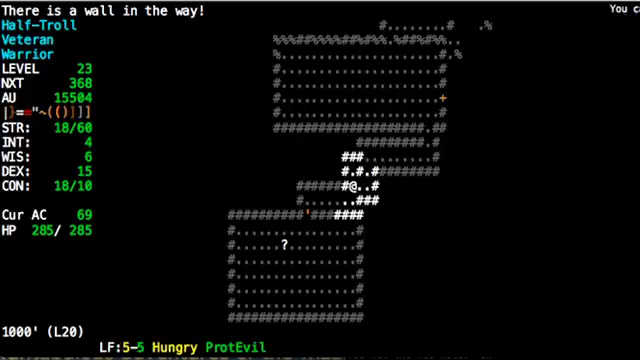 There is a wall in the way!
You ca
Half-Troll
Veteran
Warrior
LEVEL 23
NXT 368
AU 15504
STR: 18/60
INT: 4
WIS: 6
DEX: 15
CON: 18/10
Cur AC 69
HP 285/ 285
1000' (L20)
LF:5-5 Hungry ProtEvil